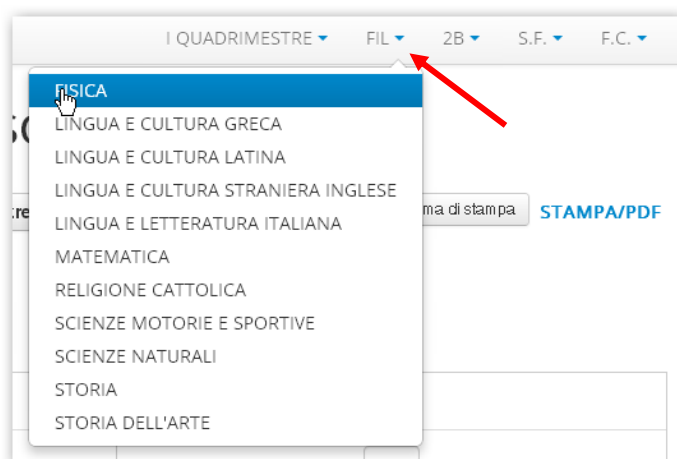 I QUADRIMESTRE FIL 2B S.F. F.C.
FISICA
LINGUA E CULTURA GRECA
LINGUA E CULTURA LATINA
LINGUA E CULTURA STRANIERA INGLESE
LINGUA E LETTERATURA ITALIANA
MATEMATICA
RELIGIONE CATTOLICA
SCIENZE MOTORIE E SPORTIVE
SCIENZE NATURALI
STORIA
STORIA DELL'ARTE
ma di stampa STAMPA/PDF